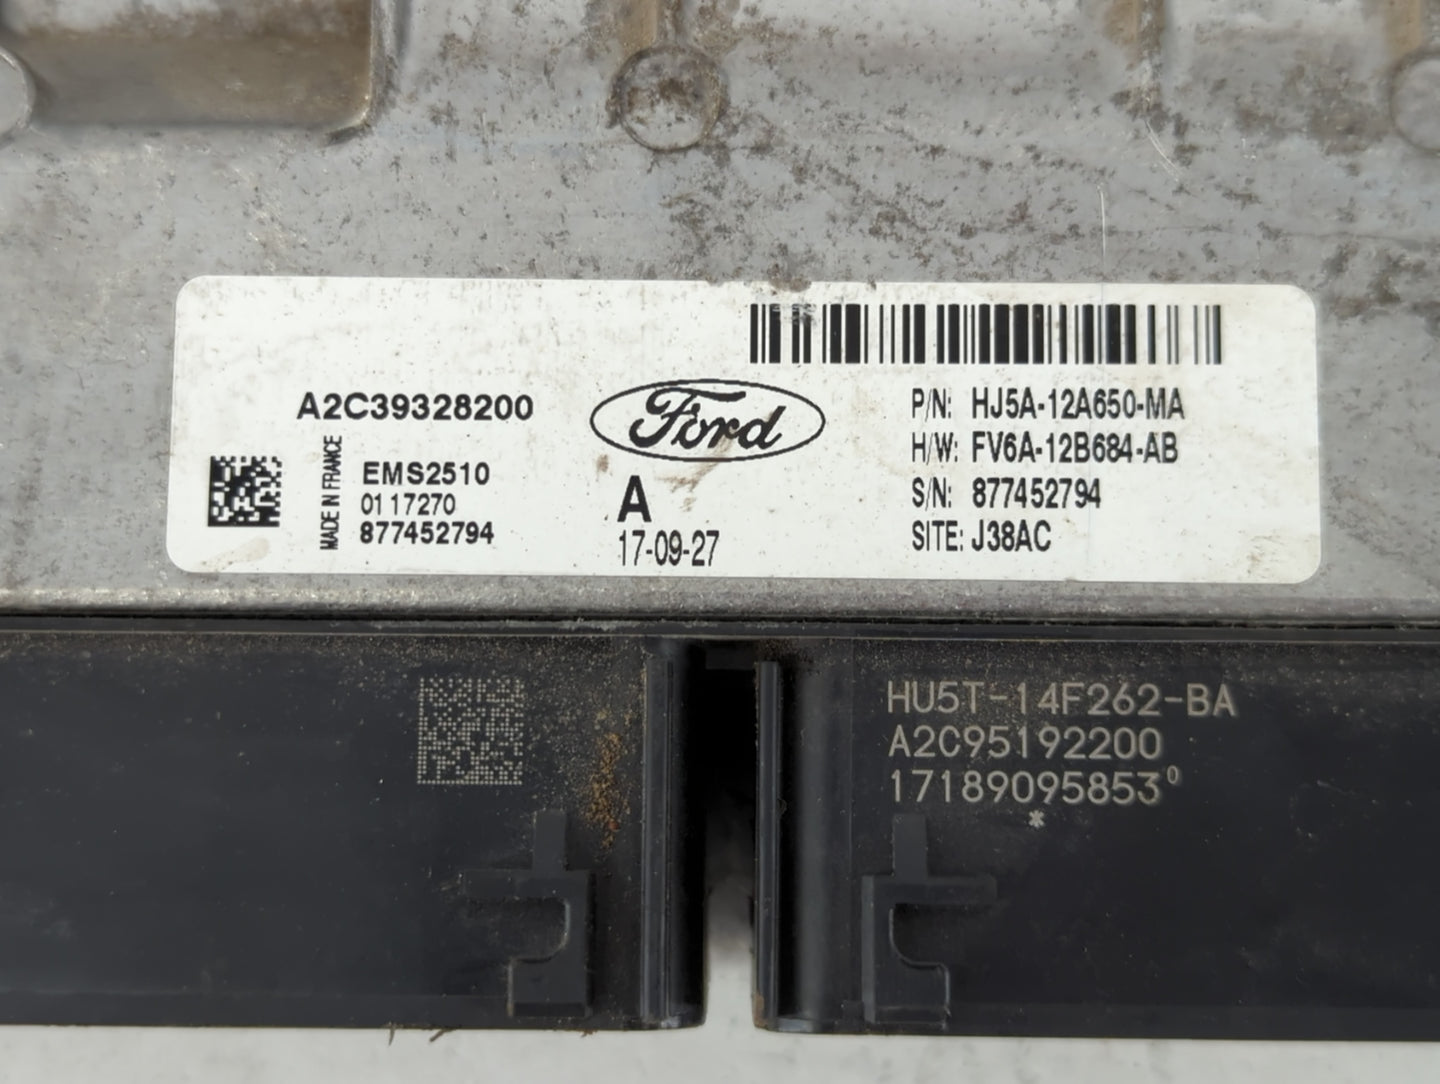 A2C39328200
MADE IN FRANCE
EMS2510
01 17270
877452794
Ford
A
17-09-27
P/N: HJ5A-12A650-MA
H/W: FV6A-12B684-AB
S/N: 877452794
SITE: J38AC
HU5T-14F262-BA
A2C95192200
17189095853⁰
*